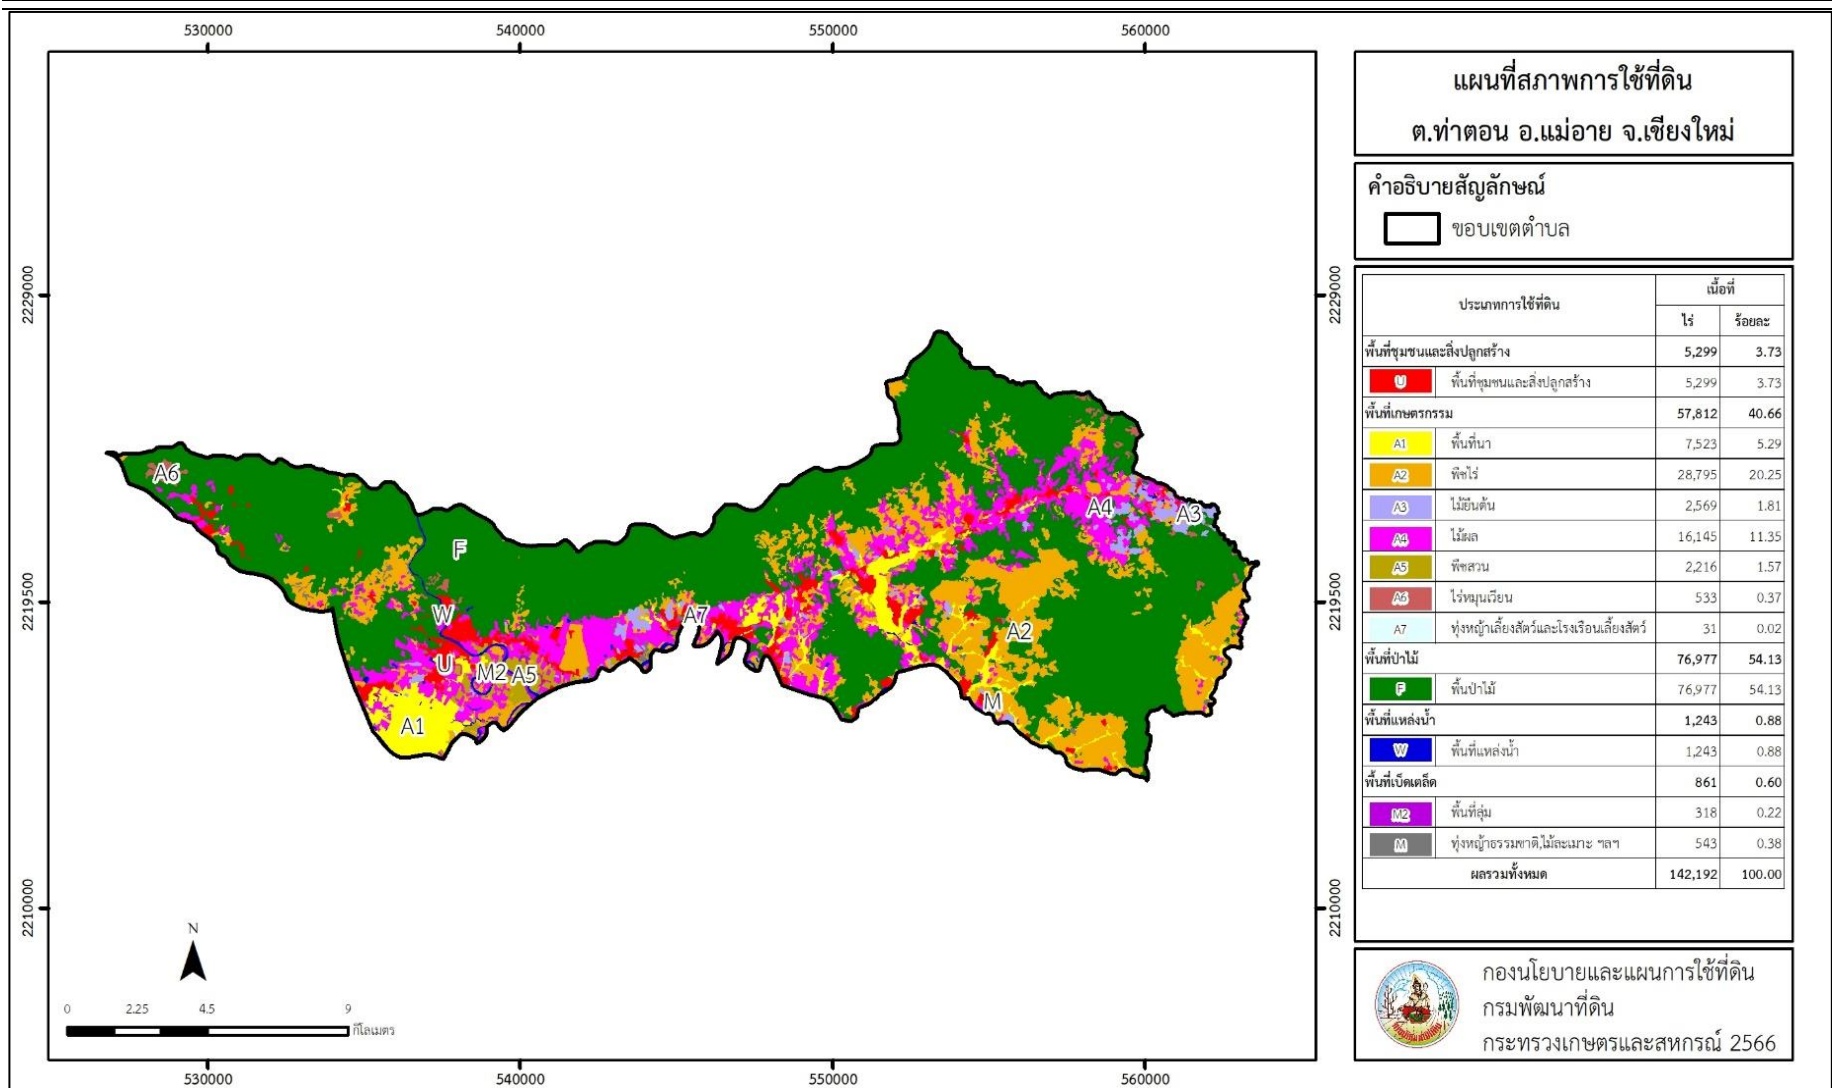 530000 540000 550000 560000
แผนที่สภาพการใช้ที่ดิน
ต.ท่าตอน อ.แม่อาย จ.เชียงใหม่
คำอธิบายสัญลักษณ์
ขอบเขตตำบล
2229000 2229000
2219500 2219500
2210000 2210000
A6
F
W
U
M2 A5
A1
A7
A2
M
A4
A3
ประเภทการใช้ที่ดิน เนื้อที่
ไร่ ร้อยละ
พื้นที่ชุมชนและสิ่งปลูกสร้าง 5,299 3.73
U พื้นที่ชุมชนและสิ่งปลูกสร้าง 5,299 3.73
พื้นที่เกษตรกรรม 57,812 40.66
A1 พื้นที่นา 7,523 5.29
A2 พืชไร่ 28,795 20.25
A3 ไม้ยืนต้น 2,569 1.81
A4 ไม้ผล 16,145 11.35
A5 พืชสวน 2,216 1.57
A6 ไร่หมุนเวียน 533 0.37
A7 ทุ่งหญ้าเลี้ยงสัตว์และโรงเรือนเลี้ยงสัตว์ 31 0.02
พื้นที่ป่าไม้ 76,977 54.13
F พื้นป่าไม้ 76,977 54.13
พื้นที่แหล่งน้ำ 1,243 0.88
W พื้นที่แหล่งน้ำ 1,243 0.88
พื้นที่เบ็ดเตล็ด 861 0.60
M2 พื้นที่ลุ่ม 318 0.22
M ทุ่งหญ้าธรรมชาติ,ไม้ละเมาะ ฯลฯ 543 0.38
ผลรวมทั้งหมด 142,192 100.00
N
0 2.25 4.5 9
กิโลเมตร
กองนโยบายและแผนการใช้ที่ดิน
กรมพัฒนาที่ดิน
กระทรวงเกษตรและสหกรณ์ 2566
530000 540000 550000 560000